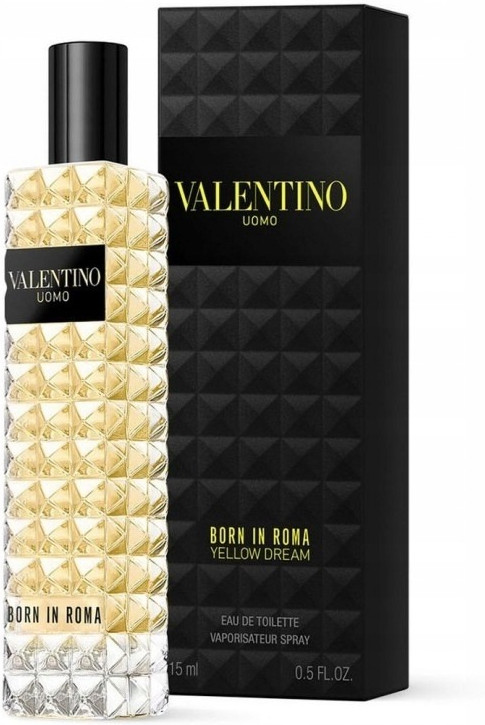 VALENTINO
UOMO
BORN IN ROMA
VALENTINO
UOMO
BORN IN ROMA
YELLOW DREAM
EAU DE TOILETTE
VAPORISATEUR SPRAY
15 ml 0.5 FL.OZ.